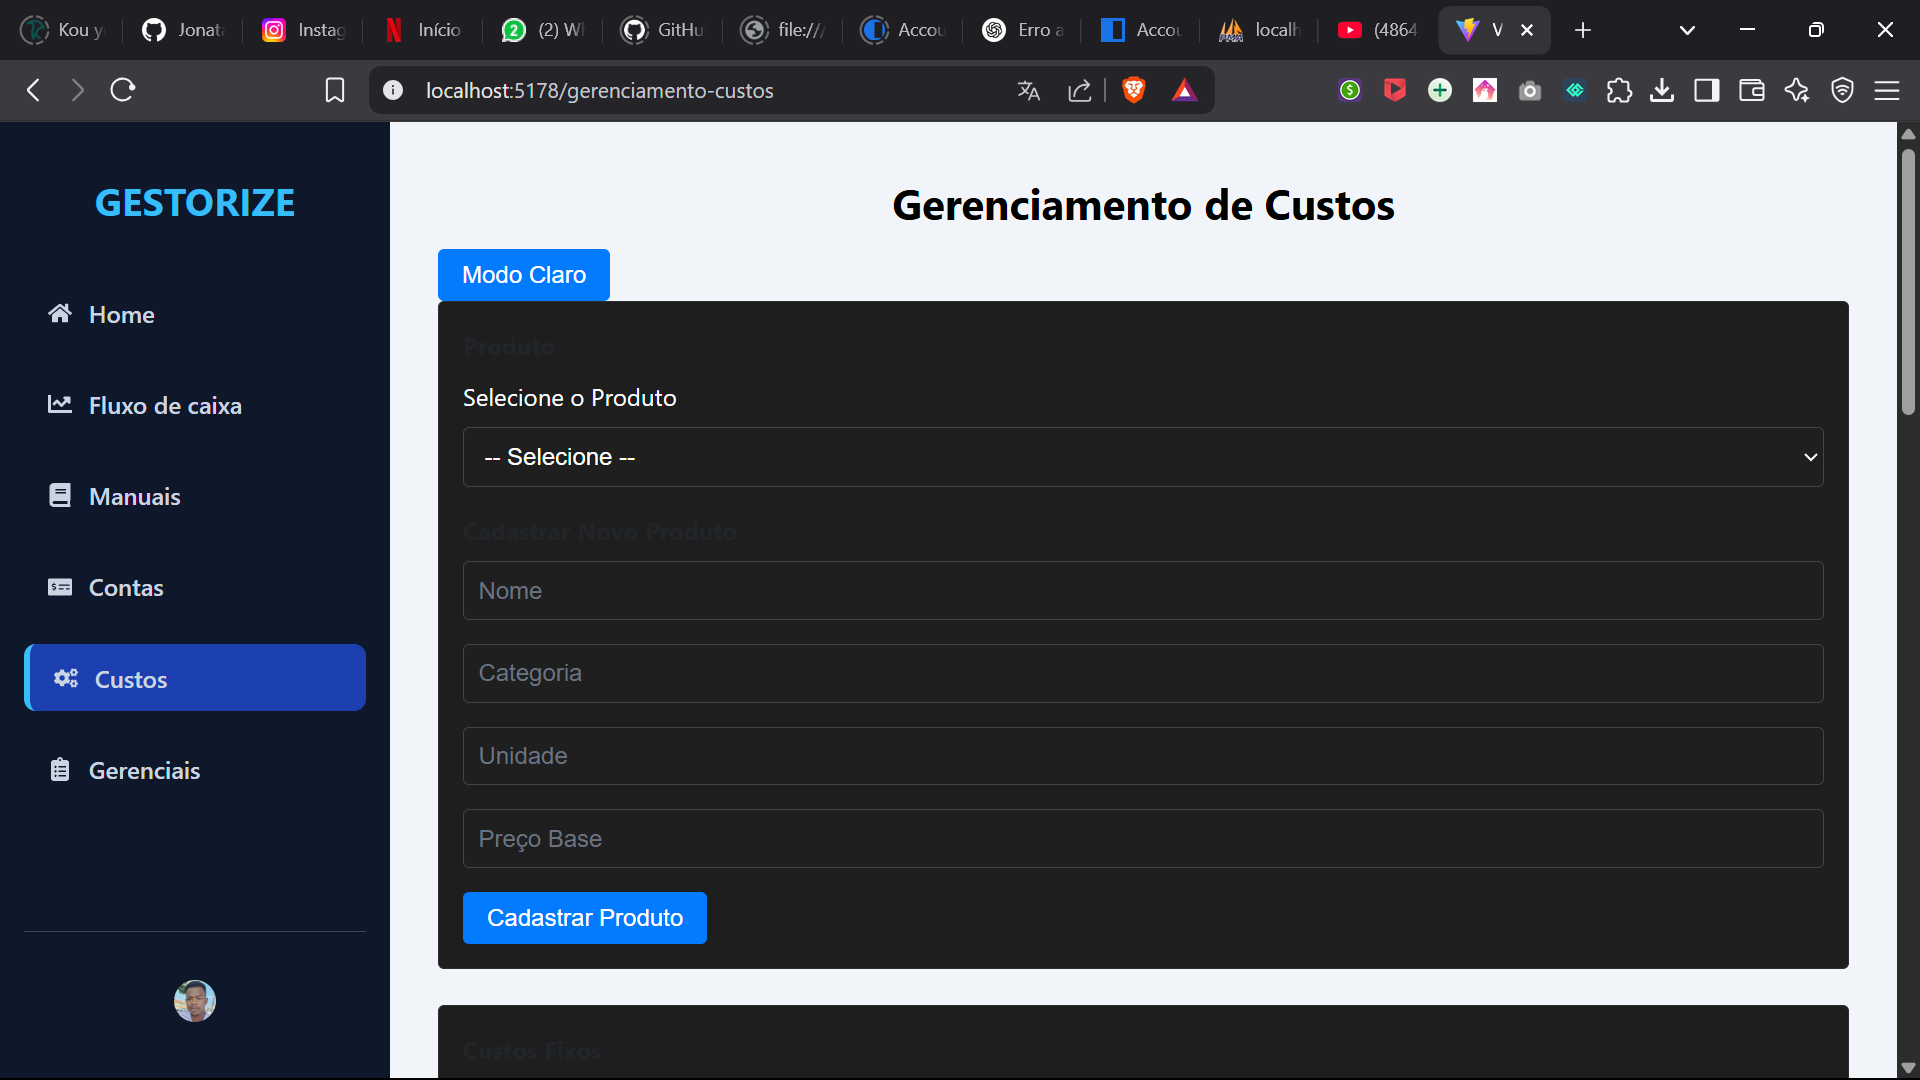 Kou y
Jonata
Instag
Início
(2) W
GitHu
file://
Accou
Erro a
Accou
localh
(4864
V
localhost:5178/gerenciamento-custos
GESTORIZE
Home
Fluxo de caixa
Manuais
Contas
Custos
Gerenciais
Gerenciamento de Custos
Modo Claro
Produto
Selecione o Produto
-- Selecione --
Cadastrar Novo Produto
Nome
Categoria
Unidade
Preço Base
Cadastrar Produto
Custos Fixos